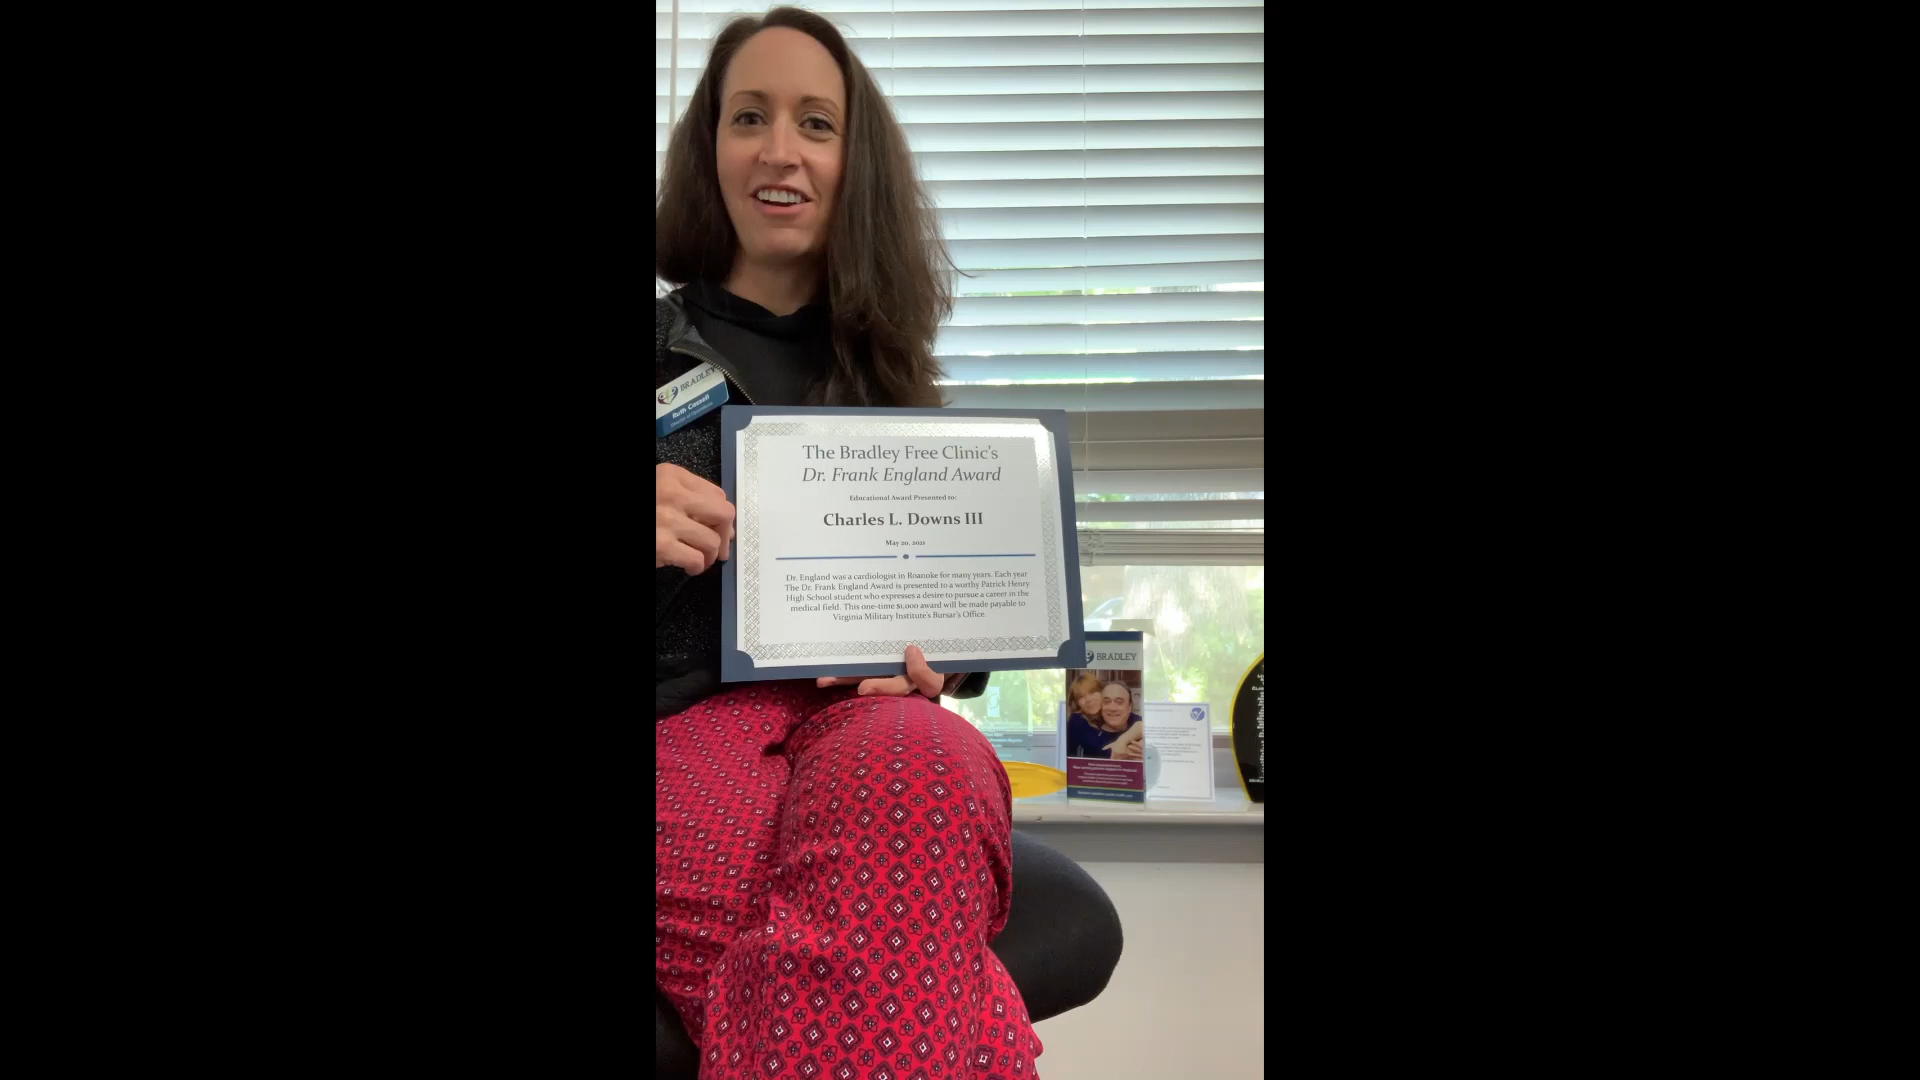 BRADLEY
Ruth Cassell
Director of Operations
The Bradley Free Clinic's
Dr. Frank England Award
Educational Award Presented to:
Charles L. Downs III
May 20, 2021
Dr. England was a cardiologist in Roanoke for many years. Each year
The Dr. Frank England Award is presented to a worthy Patrick Henry
High School student who expresses a desire to pursue a career in the
medical field. This one-time $1,000 award will be made payable to
Virginia Military Institute's Bursar's Office.
BRADLEY